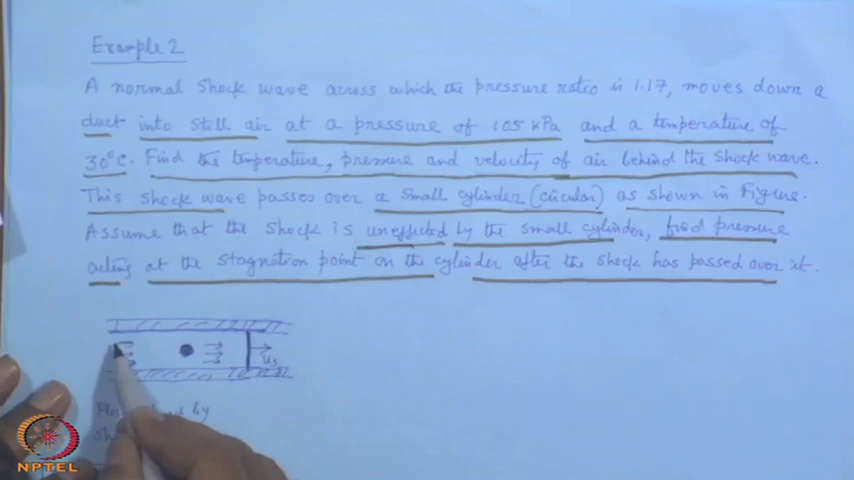 Example 2
A normal shock wave across which the pressure ratio is 1.17, moves down a
duct into still air at a pressure of 105 kPa and a temperature of
30°C. Find the temperature, pressure and velocity of air behind the shock wave.
This shock wave passes over a small cylinder (circular) as shown in Figure.
Assume that the shock is uneffected by the small cylinder, find pressure
acting at the stagnation point on the cylinder after the shock has passed over it.
Us
by
NPTEL